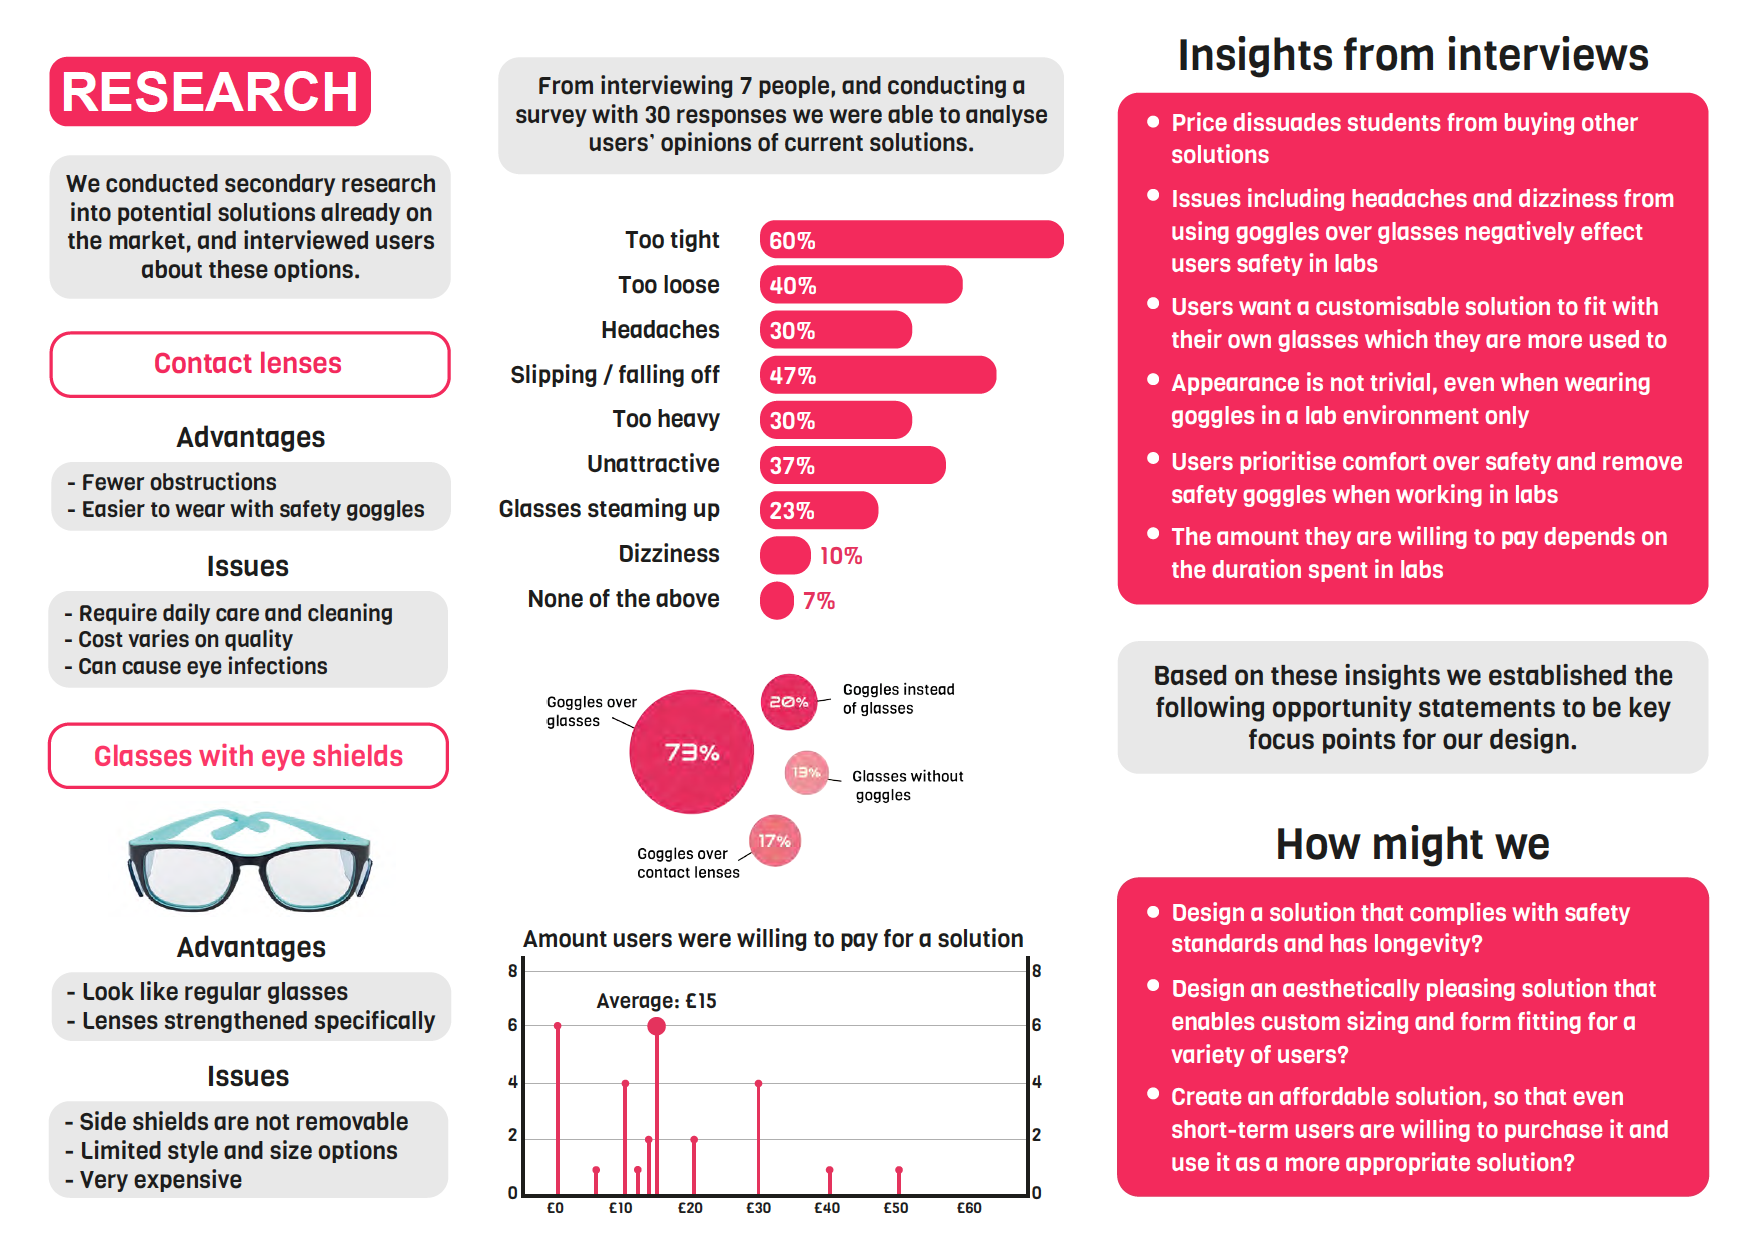 RESEARCH
We conducted secondary research
into potential solutions already on
the market, and interviewed users
about these options.
Contact lenses
Advantages
- Fewer obstructions
- Easier to wear with safety goggles
Issues
- Require daily care and cleaning
- Cost varies on quality
- Can cause eye infections
Glasses with eye shields
Advantages
- Look like regular glasses
- Lenses strengthened specifically
Issues
- Side shields are not removable
- Limited style and size options
- Very expensive
From interviewing 7 people, and conducting a
survey with 30 responses we were able to analyse
users' opinions of current solutions.
Too tight 60%
Too loose 40%
Headaches 30%
Slipping / falling off 47%
Too heavy 30%
Unattractive 37%
Glasses steaming up 23%
Dizziness 10%
None of the above 7%
Goggles over
glasses
73%
20%
Goggles instead
of glasses
13%
Glasses without
goggles
17%
Goggles over
contact lenses
Amount users were willing to pay for a solution
8 8
Average: £15
6 6
4 4
2 2
0 0
£0 £10 £20 £30 £40 £50 £60
Insights from interviews
• Price dissuades students from buying other
solutions
• Issues including headaches and dizziness from
using goggles over glasses negatively effect
users safety in labs
• Users want a customisable solution to fit with
their own glasses which they are more used to
• Appearance is not trivial, even when wearing
goggles in a lab environment only
• Users prioritise comfort over safety and remove
safety goggles when working in labs
• The amount they are willing to pay depends on
the duration spent in labs
Based on these insights we established the
following opportunity statements to be key
focus points for our design.
How might we
• Design a solution that complies with safety
standards and has longevity?
• Design an aesthetically pleasing solution that
enables custom sizing and form fitting for a
variety of users?
• Create an affordable solution, so that even
short-term users are willing to purchase it and
use it as a more appropriate solution?